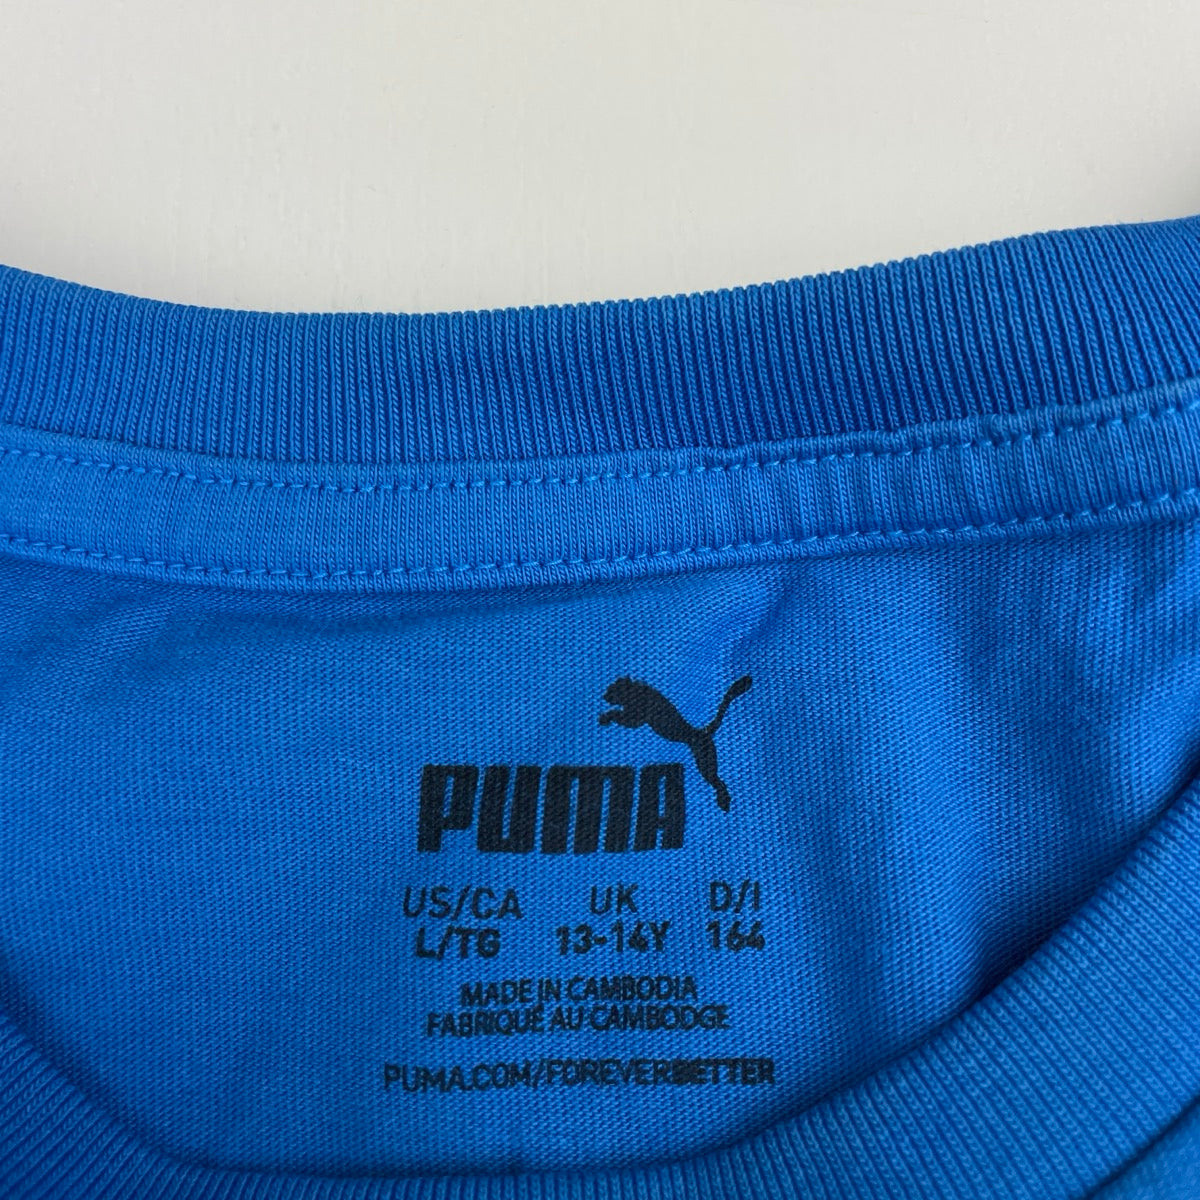 PUMA
US/CA UK D/I
L/TG 13-14Y 164
MADE IN CAMBODIA
FABRIQUÉ AU CAMBODGE
PUMA.COM/FOREVERBETTER